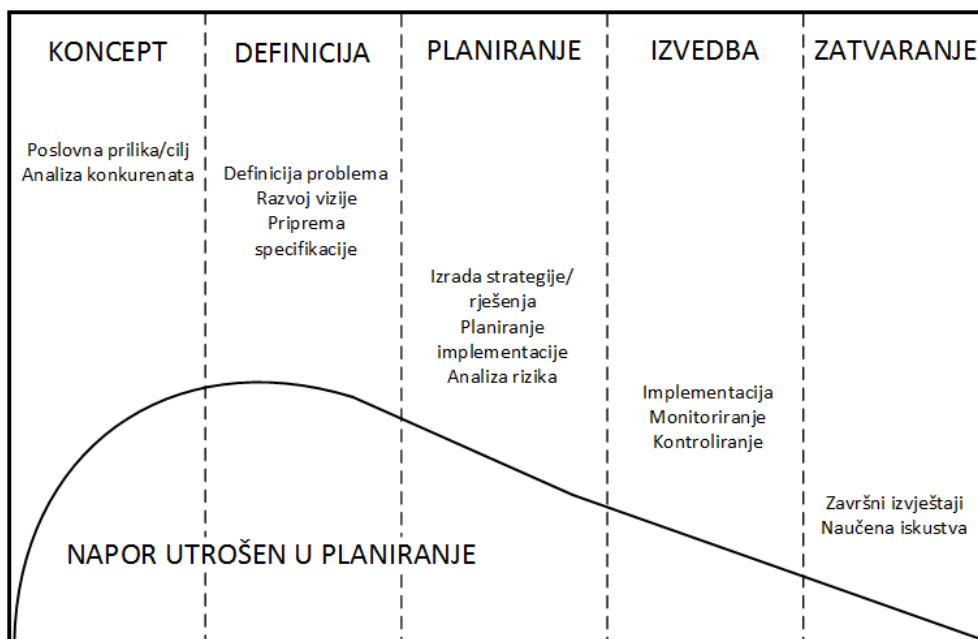 KONCEPT
DEFINICIJA
PLANIRANJE
IZVEDBA
ZATVARANJE
Poslovna prilika/cilj
Analiza konkurenata
Definicija problema
Razvoj vizije
Priprema
specifikacije
Izrada strategije/
rješenja
Planiranje
implementacije
Analiza rizika
Implementacija
Monitoriranje
Kontroliranje
Završni izvještaji
Naučena iskustva
NAPOR UTROŠEN U PLANIRANJE